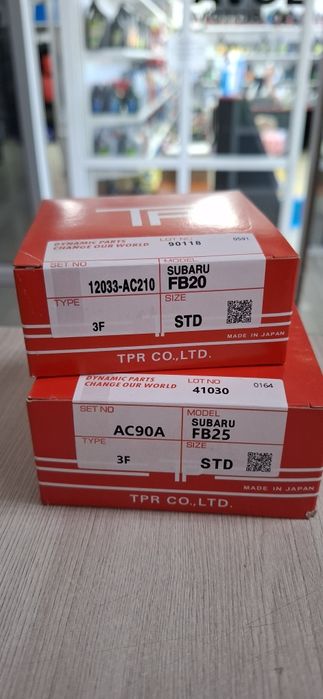 TP
DYNAMIC PARTS
CHANGE OUR WORLD
LOT NO
90118
0591
SET NO
12033-AC210
MODEL
SUBARU
FB20
TYPE
3F
SIZE
STD
MADE IN JAPAN
TPR CO.,LTD.
DYNAMIC PARTS
CHANGE OUR WORLD
LOT NO
41030
0164
SET NO
AC90A
MODEL
SUBARU
FB25
TYPE
3F
SIZE
STD
MADE IN JAPAN
TPR CO.,LTD.